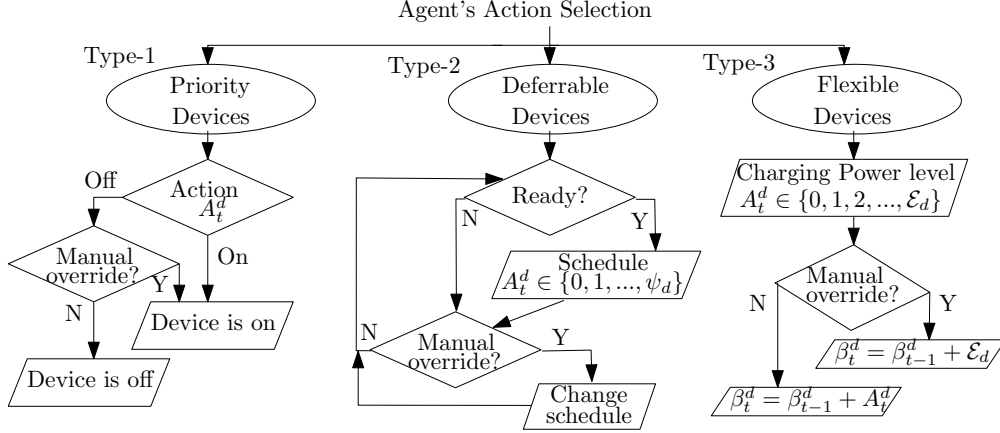 Agent's Action Selection
Type-1
Priority
Devices
Action
A_t^d
Off
On
Manual
override?
Y
N
Device is on
Device is off
Type-2
Deferrable
Devices
Ready?
N
Y
Schedule
A_t^d ∈ {0, 1, ..., ψ_d}
N
Manual
override?
Y
Change
schedule
Type-3
Flexible
Devices
Charging Power level
A_t^d ∈ {0, 1, 2, ..., ℰ_d}
Manual
override?
N
Y
β_t^d = β_{t-1}^d + ℰ_d
β_t^d = β_{t-1}^d + A_t^d